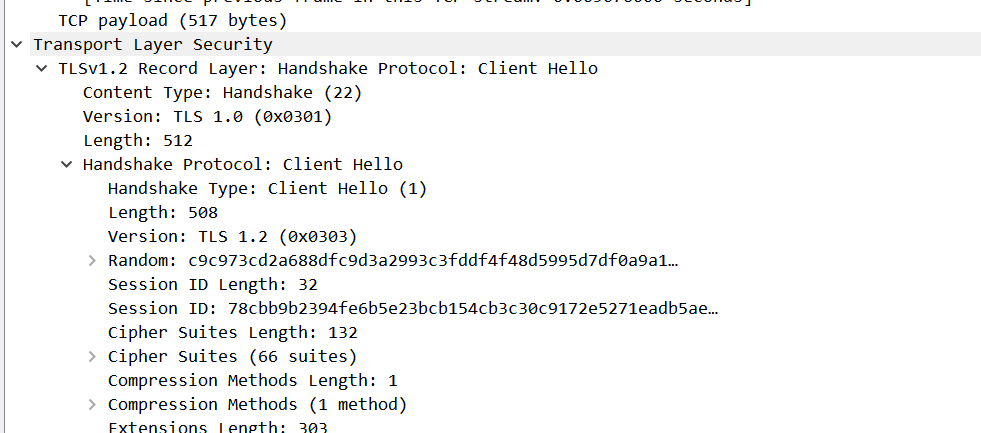 [Time since previous frame in this TCP stream: 0.009070000 seconds]
TCP payload (517 bytes)
Transport Layer Security
TLSv1.2 Record Layer: Handshake Protocol: Client Hello
Content Type: Handshake (22)
Version: TLS 1.0 (0x0301)
Length: 512
Handshake Protocol: Client Hello
Handshake Type: Client Hello (1)
Length: 508
Version: TLS 1.2 (0x0303)
Random: c9c973cd2a688dfc9d3a2993c3fddf4f48d5995d7df0a9a1…
Session ID Length: 32
Session ID: 78cbb9b2394fe6b5e23bcb154cb3c30c9172e5271eadb5ae…
Cipher Suites Length: 132
Cipher Suites (66 suites)
Compression Methods Length: 1
Compression Methods (1 method)
Extensions Length: 303